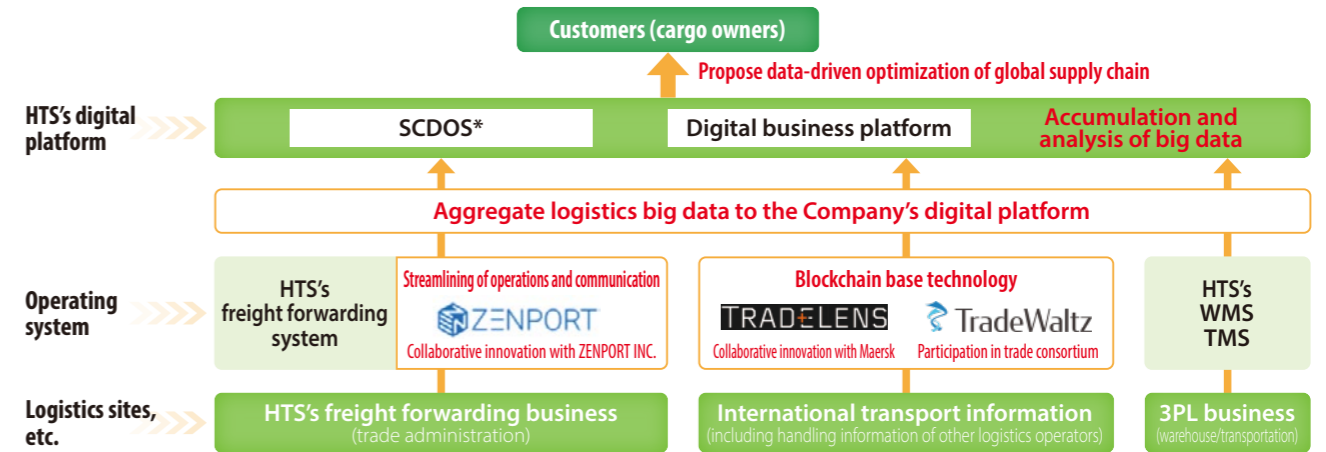 Customers (cargo owners)
Propose data-driven optimization of global supply chain
HTS's digital
platform
SCDOS*
Digital business platform
Accumulation and
analysis of big data
Aggregate logistics big data to the Company's digital platform
Operating
system
HTS's
freight forwarding
system
Streamlining of operations and communication
ZENPORT
Collaborative innovation with ZENPORT INC.
Blockchain base technology
TRADELENS
Collaborative innovation with Maersk
TradeWaltz
Participation in trade consortium
HTS's
WMS
TMS
Logistics sites,
etc.
HTS's freight forwarding business
(trade administration)
International transport information
(including handling information of other logistics operators)
3PL business
(warehouse/transportation)